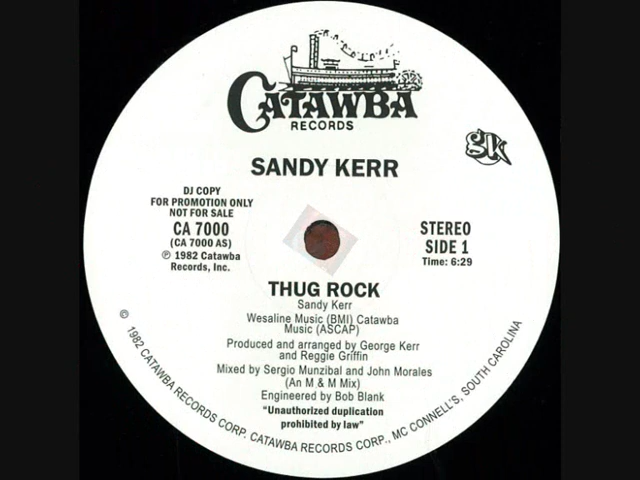 CATAWBA
RECORDS
SK
SANDY KERR
DJ COPY
FOR PROMOTION ONLY
NOT FOR SALE
CA 7000
(CA 7000 AS)
℗ 1982 Catawba
Records, Inc.
STEREO
SIDE 1
Time: 6:29
THUG ROCK
Sandy Kerr
Wesaline Music (BMI) Catawba
Music (ASCAP)
Produced and arranged by George Kerr
and Reggie Griffin
Mixed by Sergio Munzibal and John Morales
(An M & M Mix)
Engineered by Bob Blank
"Unauthorized duplication
prohibited by law"
© 1982 CATAWBA RECORDS CORP. CATAWBA RECORDS CORP., MC CONNELL'S, SOUTH CAROLINA